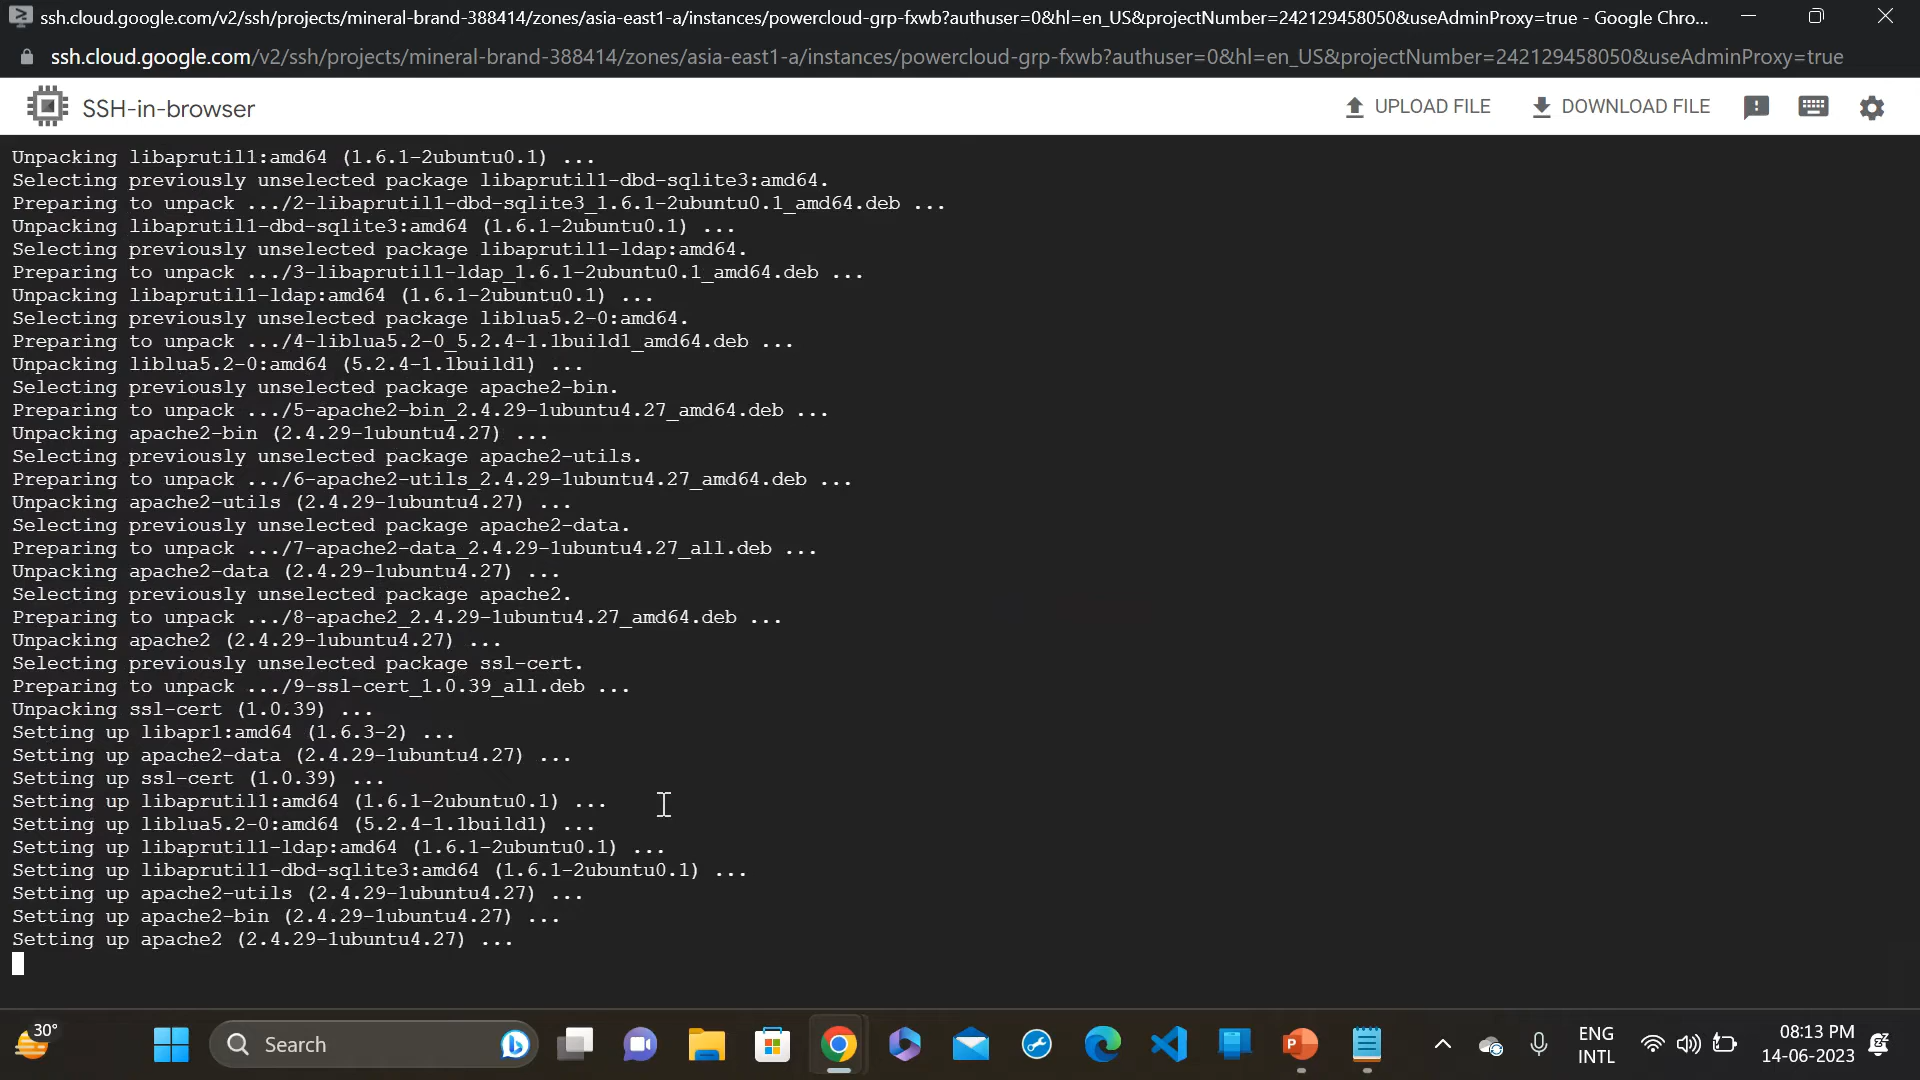 ssh.cloud.google.com/v2/ssh/projects/mineral-brand-388414/zones/asia-east1-a/instances/powercloud-grp-fxwb?authuser=0&hl=en_US&projectNumber=242129458050&useAdminProxy=true - Google Chro...
ssh.cloud.google.com/v2/ssh/projects/mineral-brand-388414/zones/asia-east1-a/instances/powercloud-grp-fxwb?authuser=0&hl=en_US&projectNumber=242129458050&useAdminProxy=true
SSH-in-browser
UPLOAD FILE
DOWNLOAD FILE
Unpacking libaprutil1:amd64 (1.6.1-2ubuntu0.1) ...
Selecting previously unselected package libaprutil1-dbd-sqlite3:amd64.
Preparing to unpack .../2-libaprutil1-dbd-sqlite3_1.6.1-2ubuntu0.1_amd64.deb ...
Unpacking libaprutil1-dbd-sqlite3:amd64 (1.6.1-2ubuntu0.1) ...
Selecting previously unselected package libaprutil1-ldap:amd64.
Preparing to unpack .../3-libaprutil1-ldap_1.6.1-2ubuntu0.1_amd64.deb ...
Unpacking libaprutil1-ldap:amd64 (1.6.1-2ubuntu0.1) ...
Selecting previously unselected package liblua5.2-0:amd64.
Preparing to unpack .../4-liblua5.2-0_5.2.4-1.1build1_amd64.deb ...
Unpacking liblua5.2-0:amd64 (5.2.4-1.1build1) ...
Selecting previously unselected package apache2-bin.
Preparing to unpack .../5-apache2-bin_2.4.29-1ubuntu4.27_amd64.deb ...
Unpacking apache2-bin (2.4.29-1ubuntu4.27) ...
Selecting previously unselected package apache2-utils.
Preparing to unpack .../6-apache2-utils_2.4.29-1ubuntu4.27_amd64.deb ...
Unpacking apache2-utils (2.4.29-1ubuntu4.27) ...
Selecting previously unselected package apache2-data.
Preparing to unpack .../7-apache2-data_2.4.29-1ubuntu4.27_all.deb ...
Unpacking apache2-data (2.4.29-1ubuntu4.27) ...
Selecting previously unselected package apache2.
Preparing to unpack .../8-apache2_2.4.29-1ubuntu4.27_amd64.deb ...
Unpacking apache2 (2.4.29-1ubuntu4.27) ...
Selecting previously unselected package ssl-cert.
Preparing to unpack .../9-ssl-cert_1.0.39_all.deb ...
Unpacking ssl-cert (1.0.39) ...
Setting up libapr1:amd64 (1.6.3-2) ...
Setting up apache2-data (2.4.29-1ubuntu4.27) ...
Setting up ssl-cert (1.0.39) ...
Setting up libaprutil1:amd64 (1.6.1-2ubuntu0.1) ...
Setting up liblua5.2-0:amd64 (5.2.4-1.1build1) ...
Setting up libaprutil1-ldap:amd64 (1.6.1-2ubuntu0.1) ...
Setting up libaprutil1-dbd-sqlite3:amd64 (1.6.1-2ubuntu0.1) ...
Setting up apache2-utils (2.4.29-1ubuntu4.27) ...
Setting up apache2-bin (2.4.29-1ubuntu4.27) ...
Setting up apache2 (2.4.29-1ubuntu4.27) ...
30°
Search
ENG
INTL
08:13 PM
14-06-2023